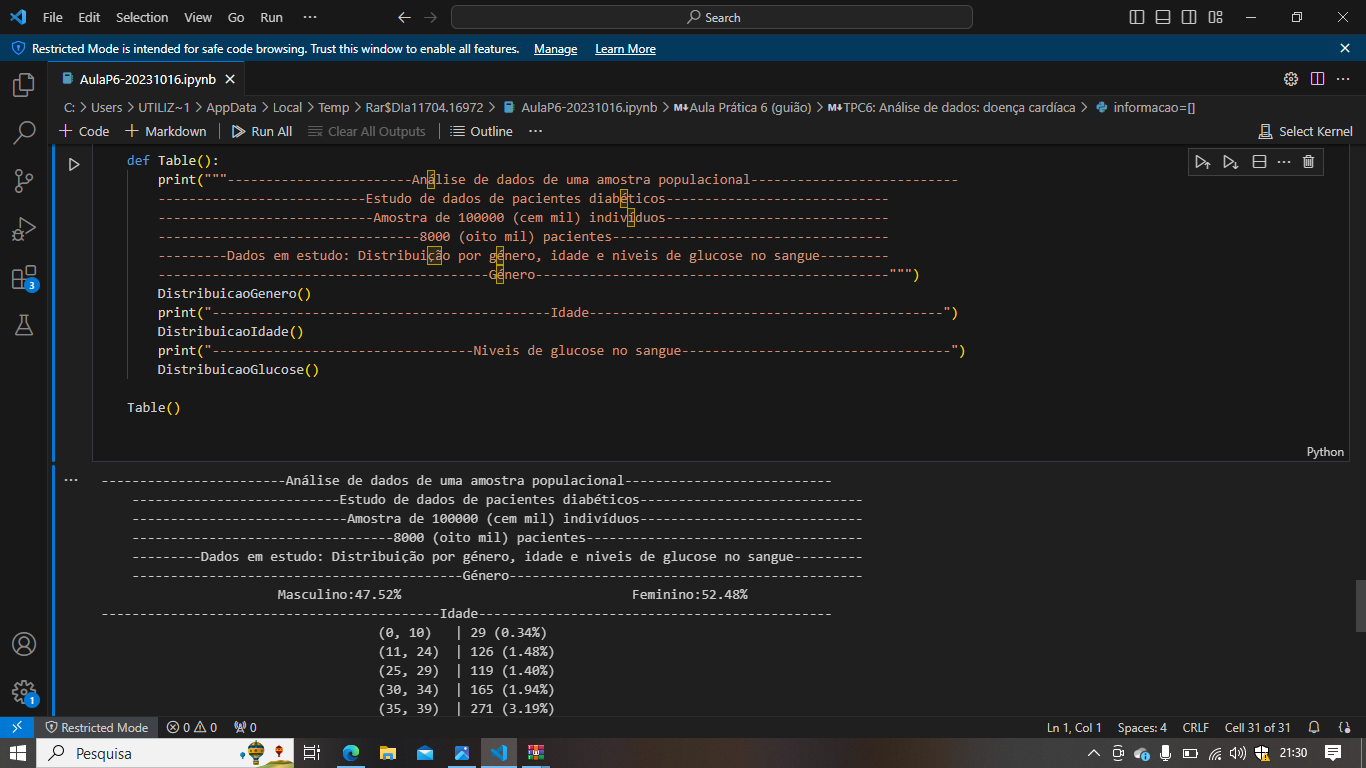 File Edit Selection View Go Run ··· Search
Restricted Mode is intended for safe code browsing. Trust this window to enable all features. Manage Learn More
AulaP6-20231016.ipynb
C: > Users > UTILIZ~1 > AppData > Local > Temp > Rar$DIa11704.16972 > AulaP6-20231016.ipynb > Aula Prática 6 (guião) > TPC6: Análise de dados: doença cardíaca > informacao=[]
+ Code + Markdown Run All Clear All Outputs Outline ··· Select Kernel
def Table():
print("""------------------------Análise de dados de uma amostra populacional---------------------------
---------------------------Estudo de dados de pacientes diabéticos-----------------------------
----------------------------Amostra de 100000 (cem mil) indivíduos-----------------------------
----------------------------------8000 (oito mil) pacientes------------------------------------
---------Dados em estudo: Distribuição por género, idade e niveis de glucose no sangue---------
-------------------------------------------Género----------------------------------------------""")
DistribuicaoGenero()
print("--------------------------------------------Idade----------------------------------------------")
DistribuicaoIdade()
print("----------------------------------Niveis de glucose no sangue-----------------------------------")
DistribuicaoGlucose()
Table()
Python
------------------------Análise de dados de uma amostra populacional---------------------------
---------------------------Estudo de dados de pacientes diabéticos-----------------------------
----------------------------Amostra de 100000 (cem mil) indivíduos-----------------------------
----------------------------------8000 (oito mil) pacientes------------------------------------
---------Dados em estudo: Distribuição por género, idade e niveis de glucose no sangue---------
-------------------------------------------Género----------------------------------------------
Masculino:47.52% Feminino:52.48%
--------------------------------------------Idade----------------------------------------------
(0, 10) | 29 (0.34%)
(11, 24) | 126 (1.48%)
(25, 29) | 119 (1.40%)
(30, 34) | 165 (1.94%)
(35, 39) | 271 (3.19%)
3
1
Restricted Mode 0 0 0 Ln 1, Col 1 Spaces: 4 CRLF Cell 31 of 31
Pesquisa 21:30